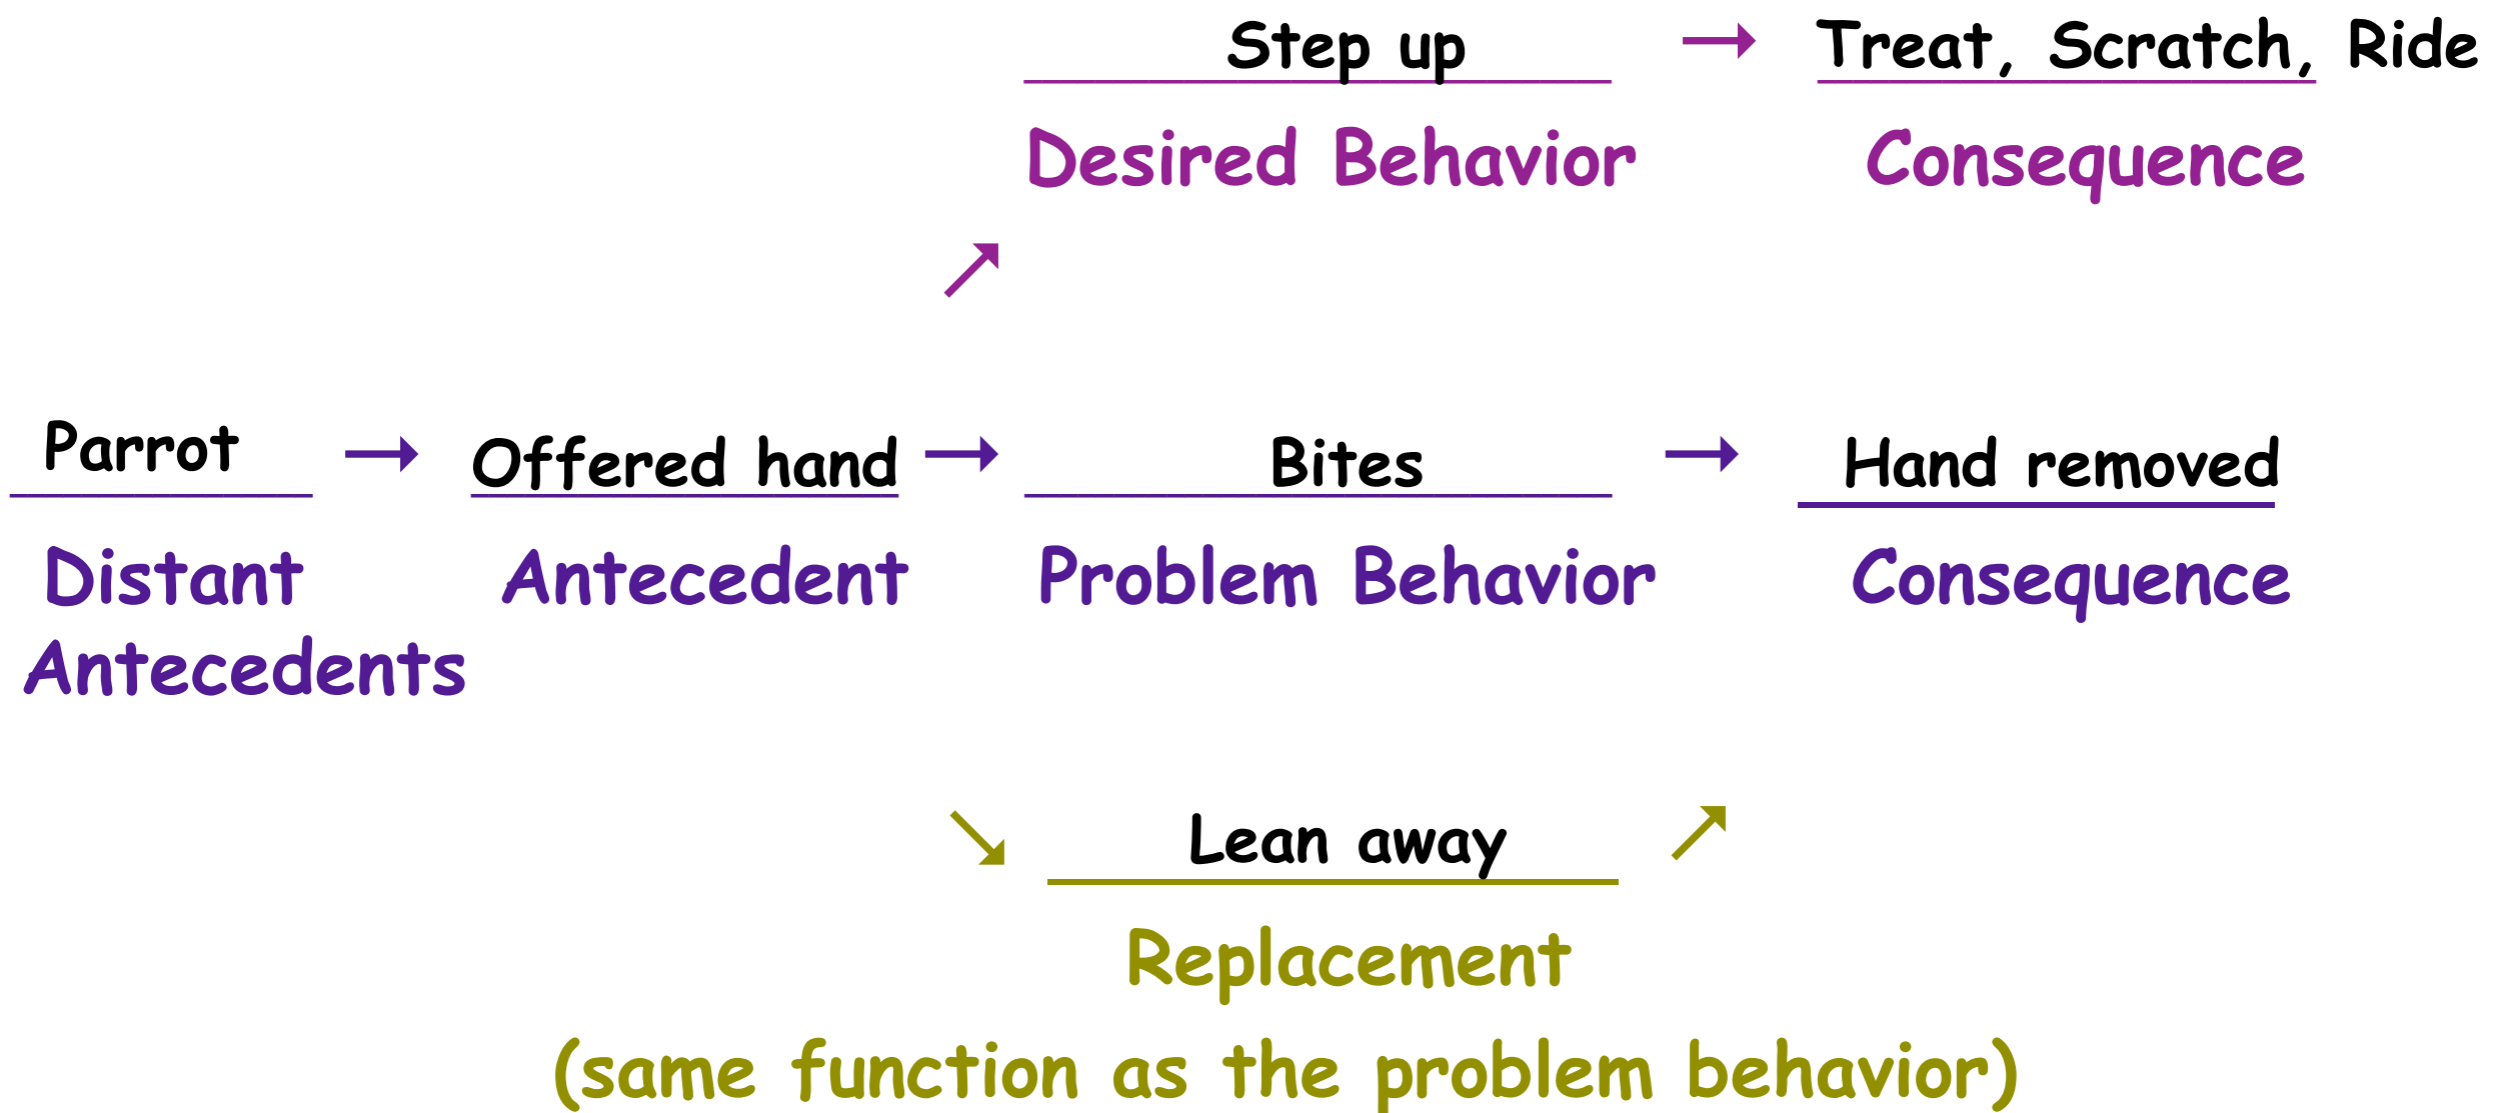 Step up → Treat, Scratch, Ride
Desired Behavior Consequence
↗
Parrot → Offered hand → Bites → Hand removed
Distant Antecedents Antecedent Problem Behavior Consequence
↘ Lean away ↗
Replacement
(same function as the problem behavior)